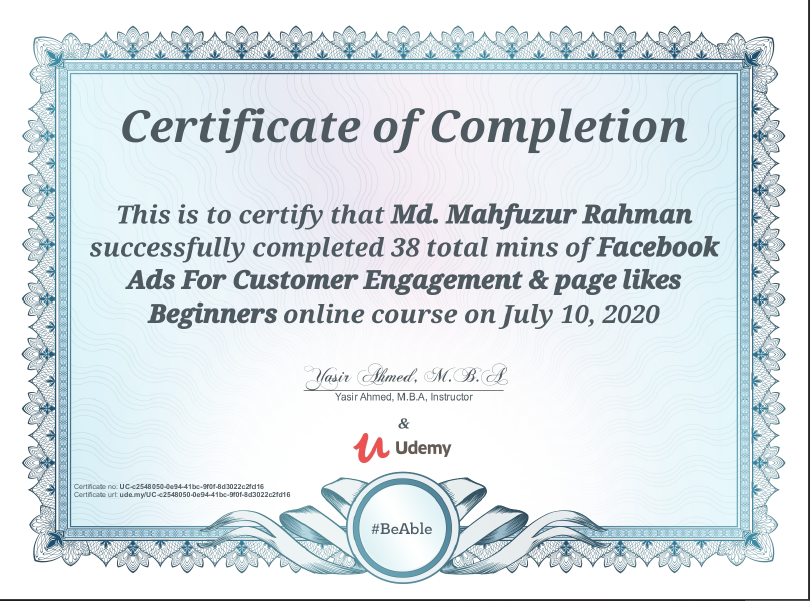 Certificate of Completion
This is to certify that Md. Mahfuzur Rahman
successfully completed 38 total mins of Facebook
Ads For Customer Engagement & page likes
Beginners online course on July 10, 2020
Yasir Ahmed, M.B.A
Yasir Ahmed, M.B.A, Instructor
&
Udemy
Certificate no: UC-c2548050-0e94-41bc-9f0f-8d3022c2fd16
Certificate url: ude.my/UC-c2548050-0e94-41bc-9f0f-8d3022c2fd16
#BeAble